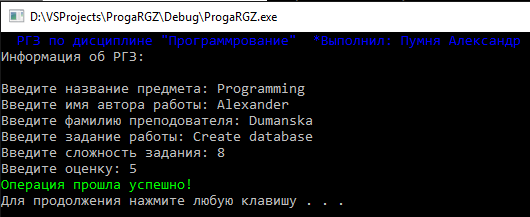 D:\VSProjects\ProgaRGZ\Debug\ProgaRGZ.exe
РГЗ по дисциплине "Программирование" *Выполнил: Пумня Александр
Информация об РГЗ:
Введите название предмета: Programming
Введите имя автора работы: Alexander
Введите фамилию преподователя: Dumanska
Введите задание работы: Create database
Введите сложность задания: 8
Введите оценку: 5
Операция прошла успешно!
Для продолжения нажмите любую клавишу . . .